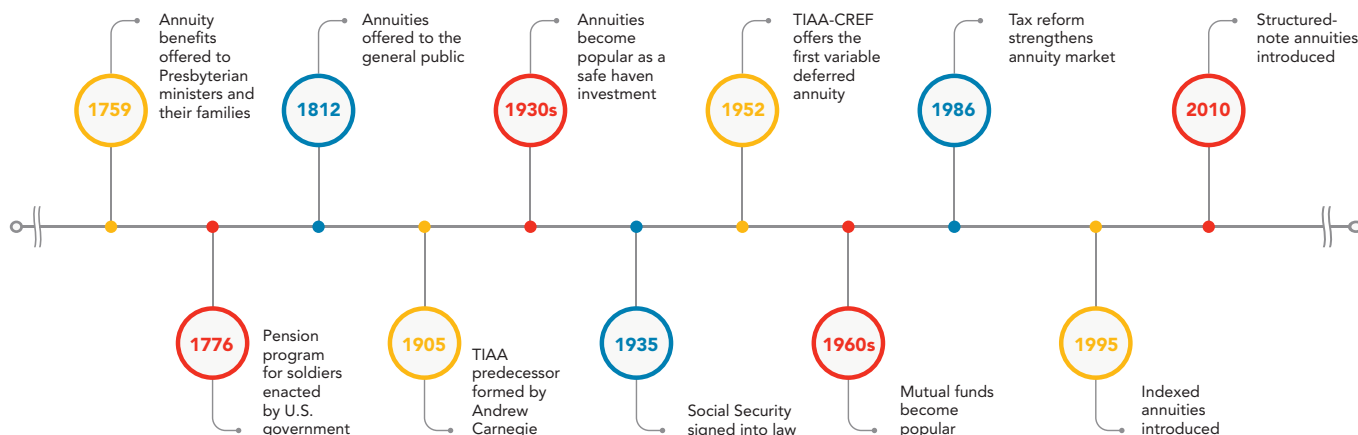 1759
Annuity
benefits
offered to
Presbyterian
ministers and
their families
1776
Pension
program
for soldiers
enacted
by U.S.
government
1812
Annuities
offered to the
general public
1905
TIAA
predecessor
formed by
Andrew
Carnegie
1930s
Annuities
become
popular as a
safe haven
investment
1935
Social Security
signed into law
1952
TIAA-CREF
offers the
first variable
deferred
annuity
1960s
Mutual funds
become
popular
1986
Tax reform
strengthens
annuity market
1995
Indexed
annuities
introduced
2010
Structured-
note annuities
introduced